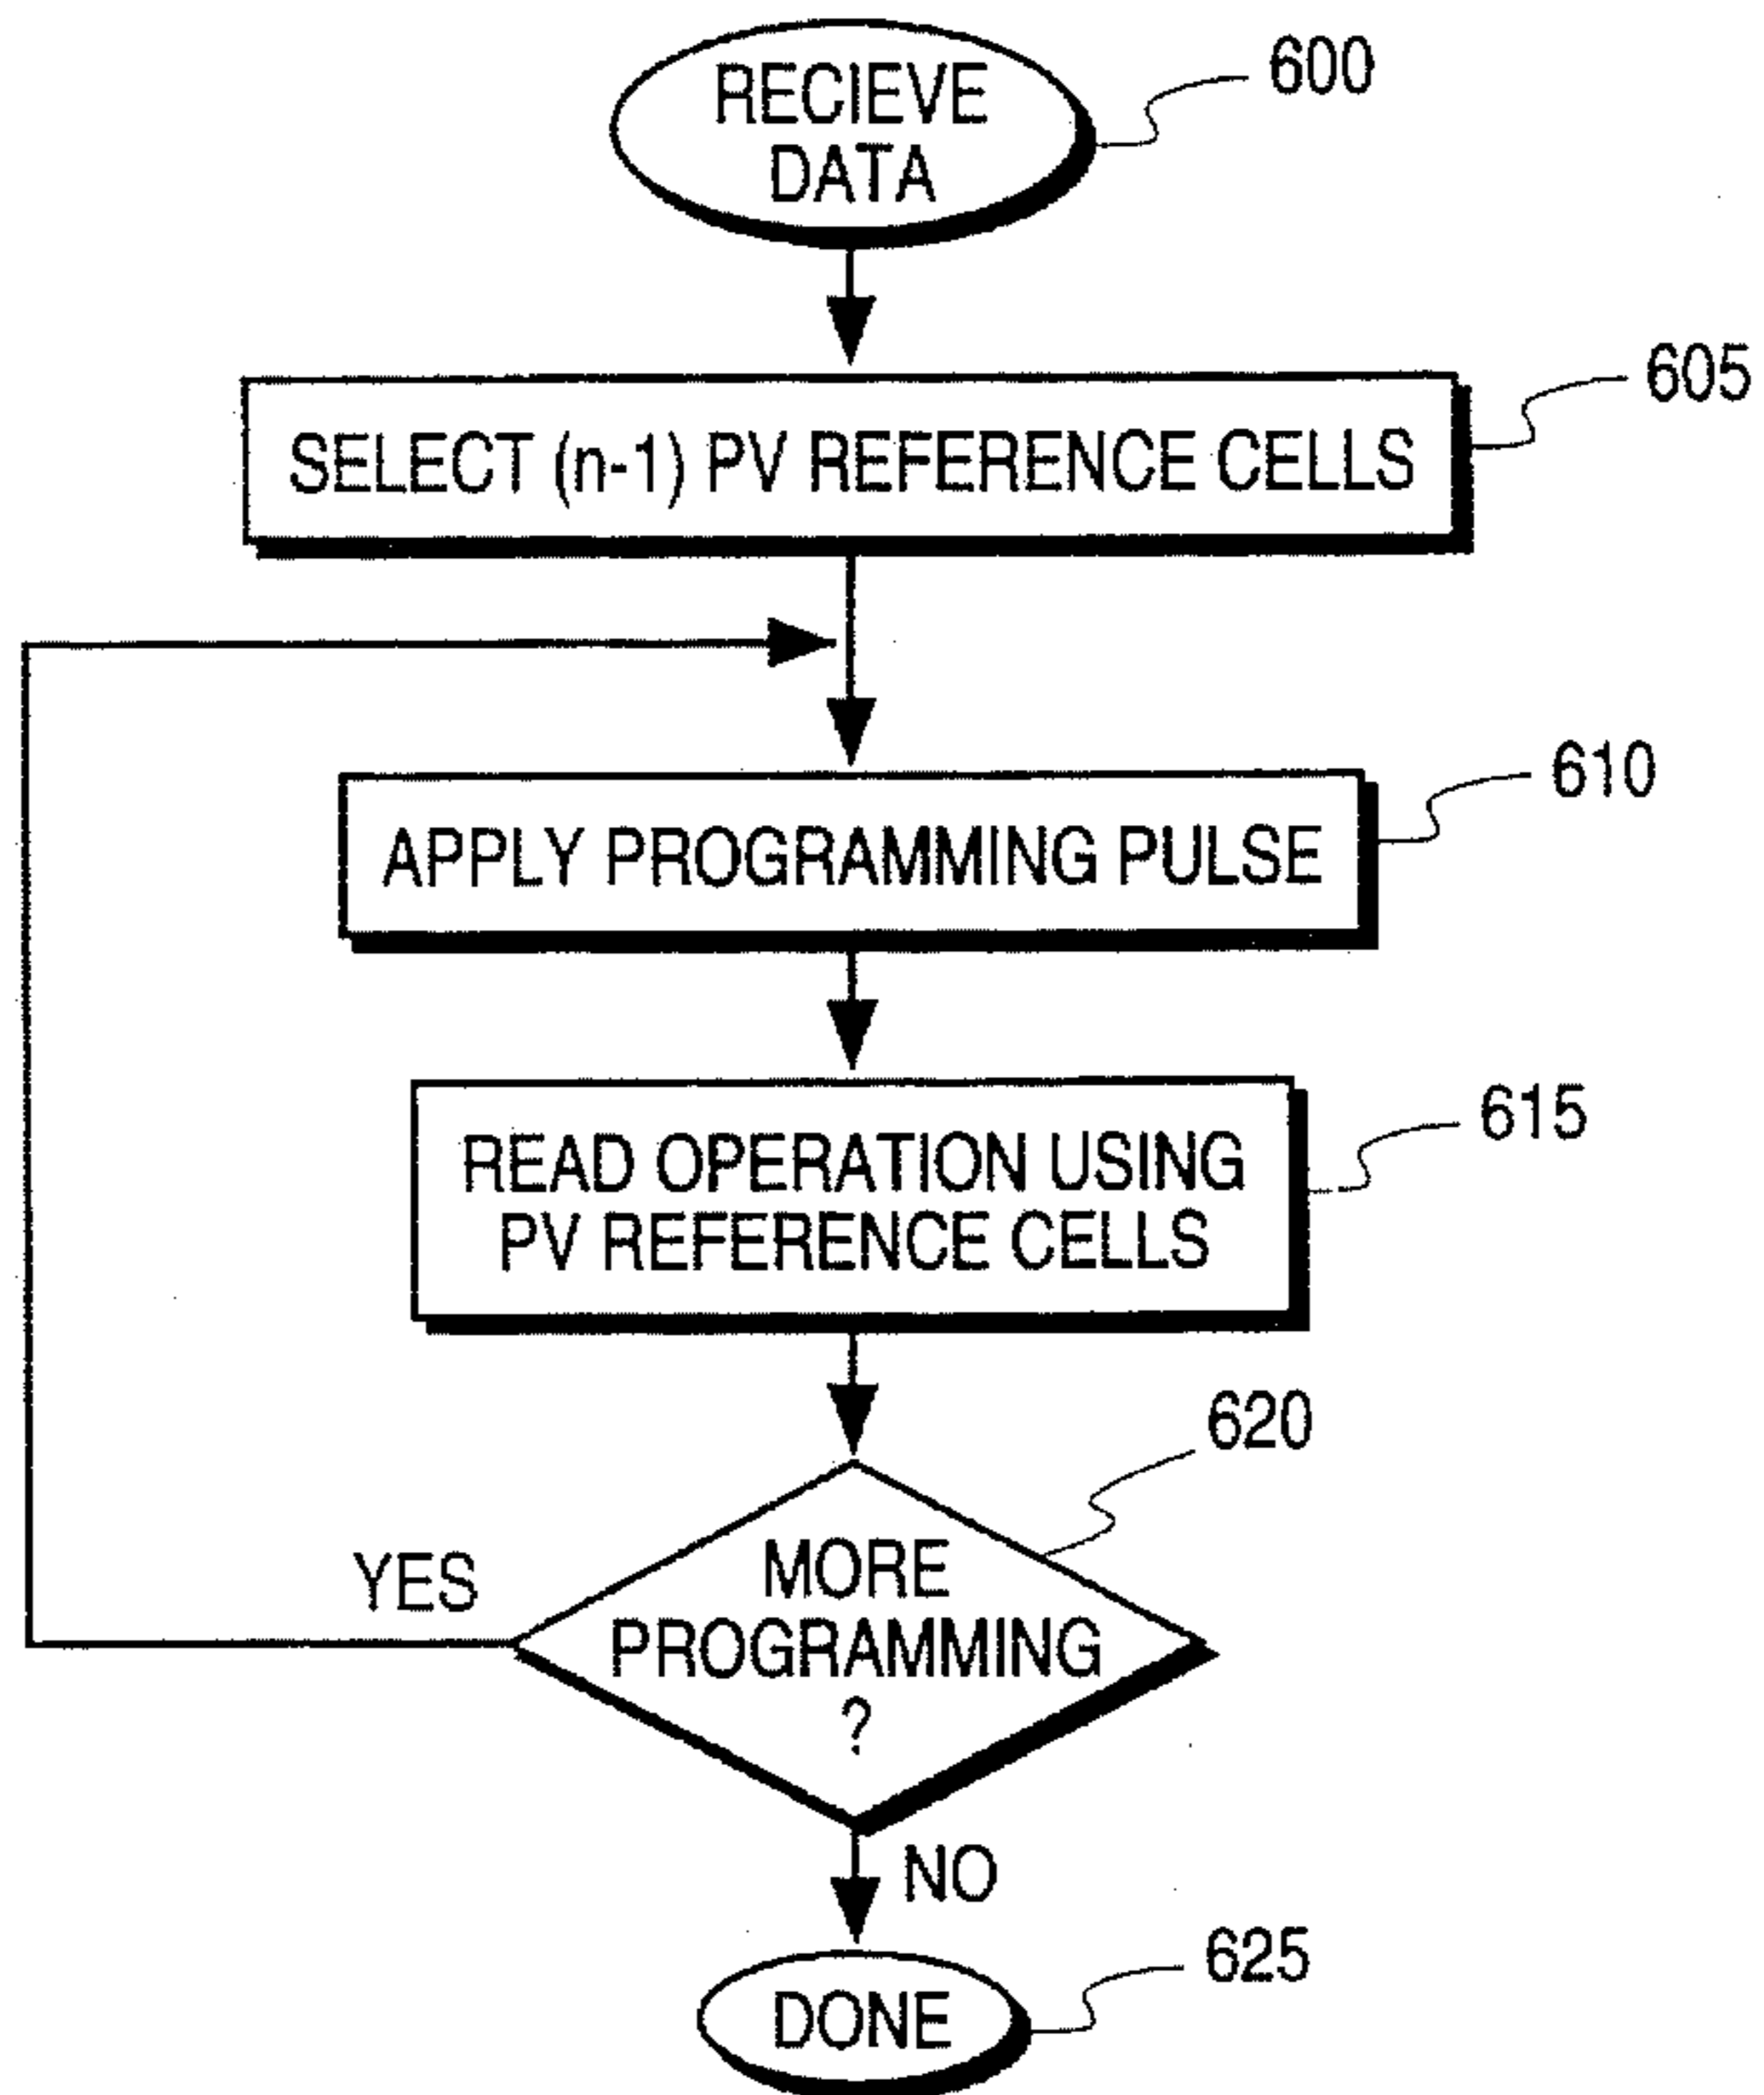 RECIEVE
DATA
600
SELECT (n-1) PV REFERENCE CELLS
605
APPLY PROGRAMMING PULSE
610
READ OPERATION USING
PV REFERENCE CELLS
615
MORE
PROGRAMMING
?
620
YES
NO
DONE
625